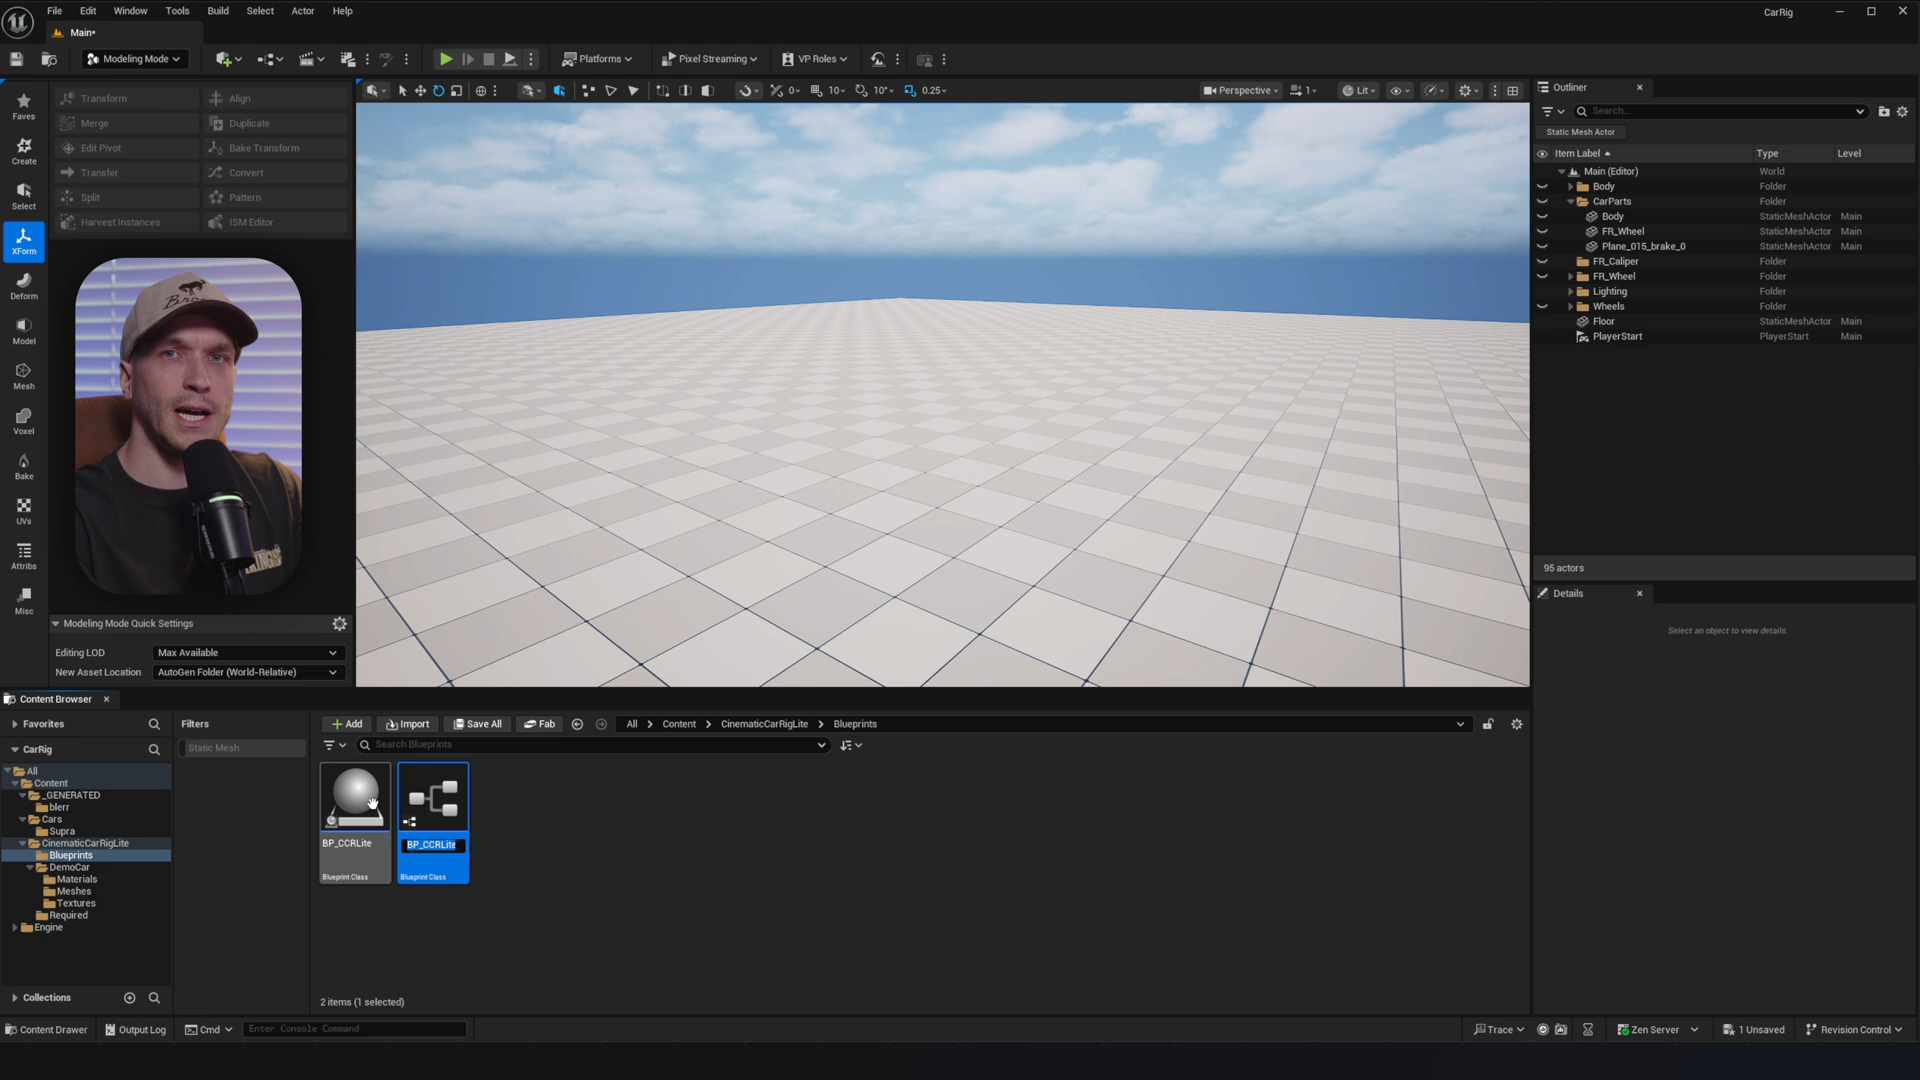 File Edit Window Tools Build Select Actor Help
CarRig
Main*
Modeling Mode
Platforms
Pixel Streaming
VP Roles
Faves
Create
Select
XForm
Deform
Model
Mesh
Voxel
Bake
UVs
Attribs
Misc
Transform Align
Merge Duplicate
Edit Pivot Bake Transform
Transfer Convert
Split Pattern
Harvest Instances ISM Editor
Modeling Mode Quick Settings
Editing LOD Max Available
New Asset Location AutoGen Folder (World-Relative)
0 10 10° 0.25
Perspective 1 Lit
Outliner
Search...
Static Mesh Actor
Item Label Type Level
Main (Editor) World
Body Folder
CarParts Folder
Body StaticMeshActor Main
FR_Wheel StaticMeshActor Main
Plane_015_brake_0 StaticMeshActor Main
FR_Caliper Folder
FR_Wheel Folder
Lighting Folder
Wheels Folder
Floor StaticMeshActor Main
PlayerStart PlayerStart Main
95 actors
Details
Select an object to view details.
Content Browser
Favorites
CarRig
All
Content
_GENERATED
blerr
Cars
Supra
CinematicCarRigLite
Blueprints
DemoCar
Materials
Meshes
Textures
Required
Engine
Collections
Filters
Static Mesh
Add Import Save All Fab All Content CinematicCarRigLite Blueprints
Search Blueprints
BP_CCRLite
Blueprint Class
BP_CCRLite
Blueprint Class
2 items (1 selected)
Content Drawer Output Log Cmd Enter Console Command
Trace Zen Server 1 Unsaved Revision Control